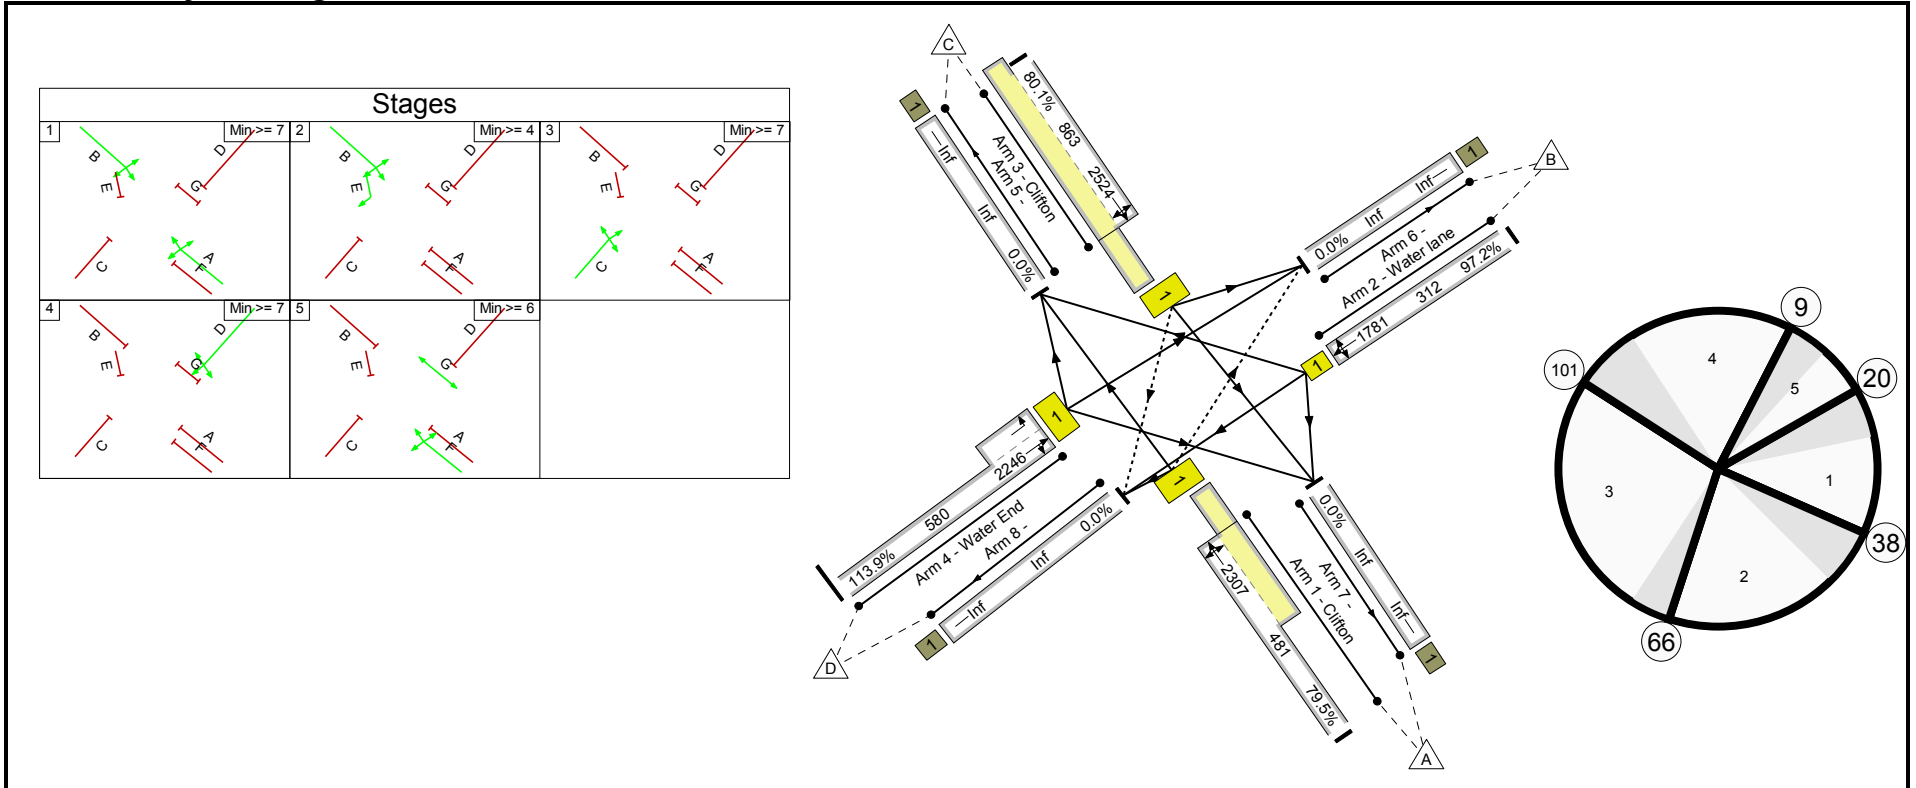 Stages
1
Min >= 7
B
E
D
G
C
A
F
2
Min >= 4
B
E
D
G
C
A
F
3
Min >= 7
B
E
D
G
C
A
F
4
Min >= 7
B
E
D
G
C
A
F
5
Min >= 6
B
E
D
G
C
A
F
C
1
Inf
Inf
0.0%
Arm 5 -
Arm 3 - Clifton
80.1%
863
2524
1
B
1
Inf
Inf
0.0%
Arm 6 -
Arm 2 - Water lane
97.2%
312
1781
1
1
2246
580
113.9%
Arm 4 - Water End
Arm 8 -
0.0%
Inf
Inf
1
D
1
2307
481
79.5%
Arm 1 - Clifton
Arm 7 -
0.0%
Inf
Inf
1
A
9
20
38
66
101
4
5
1
2
3